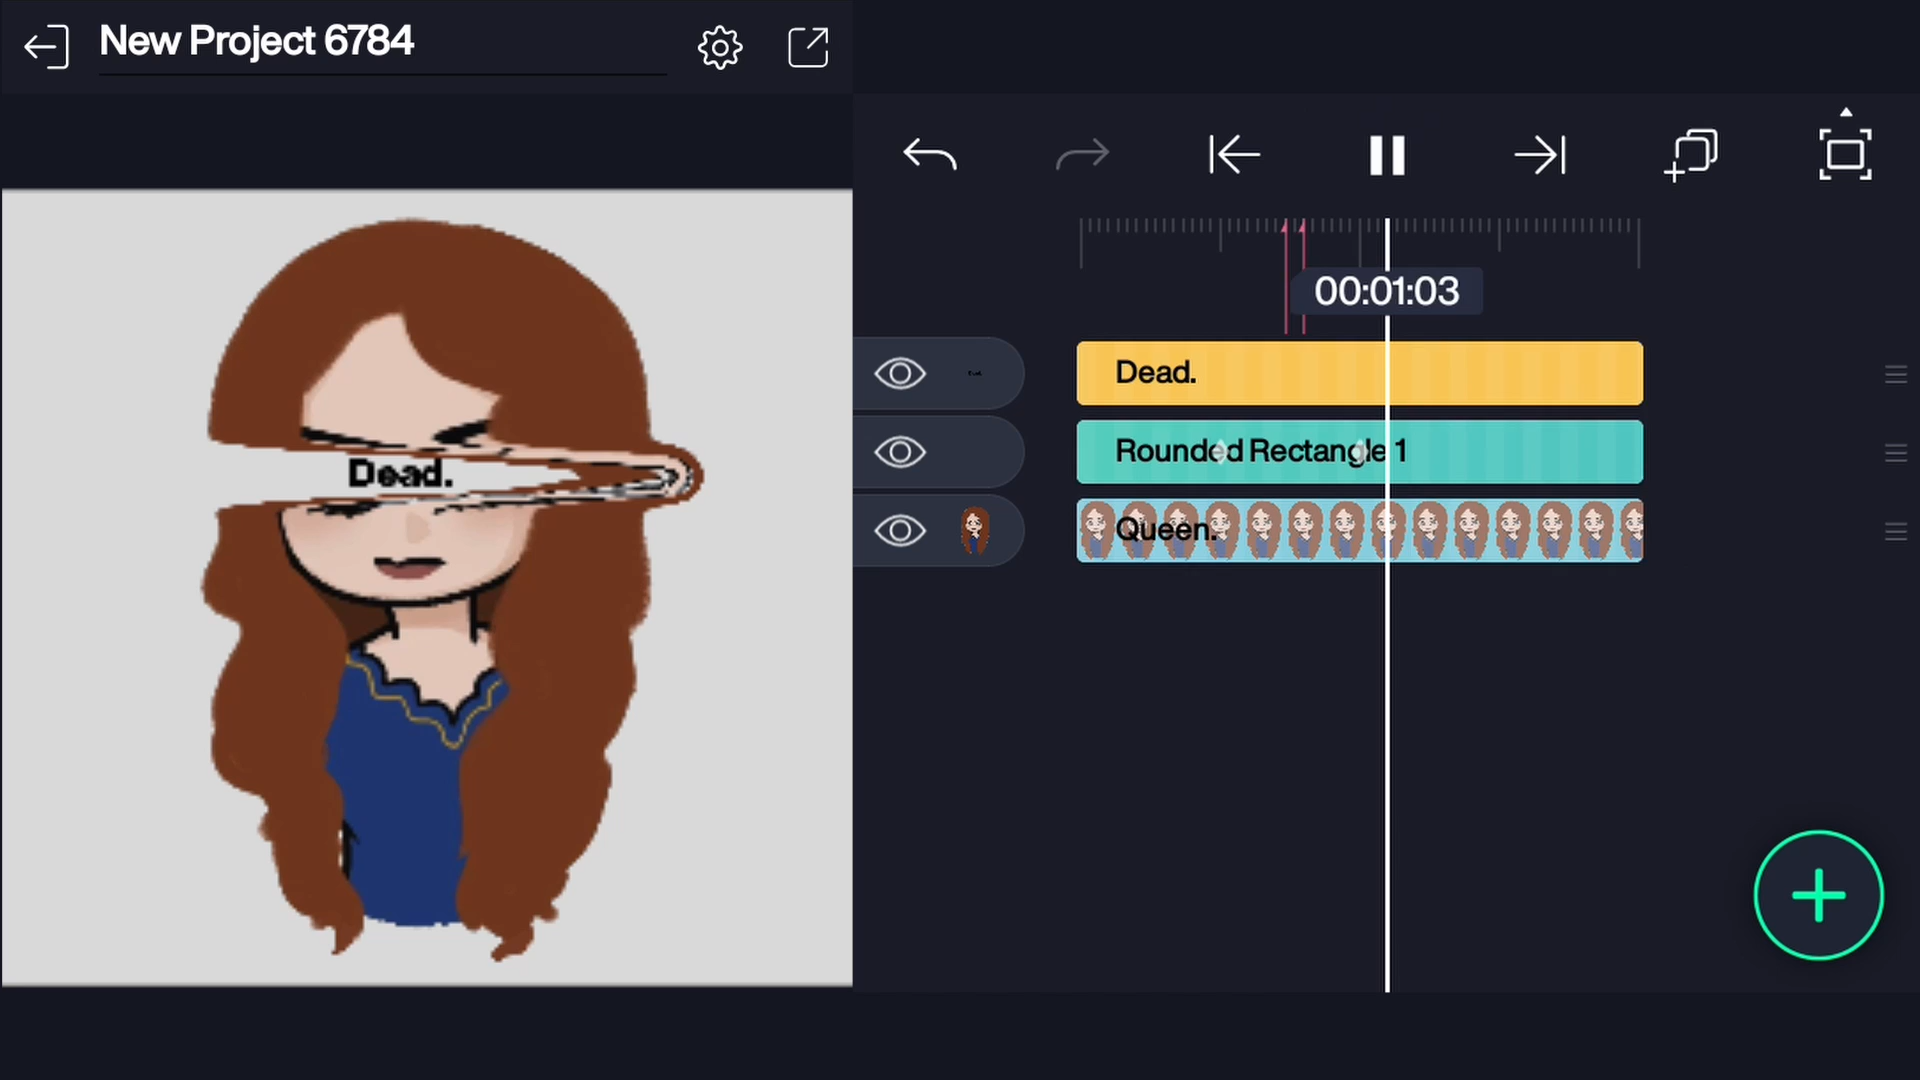 New Project 6784
00:01:03
Dead.
Dead.
Rounded Rectangle 1
Queen.